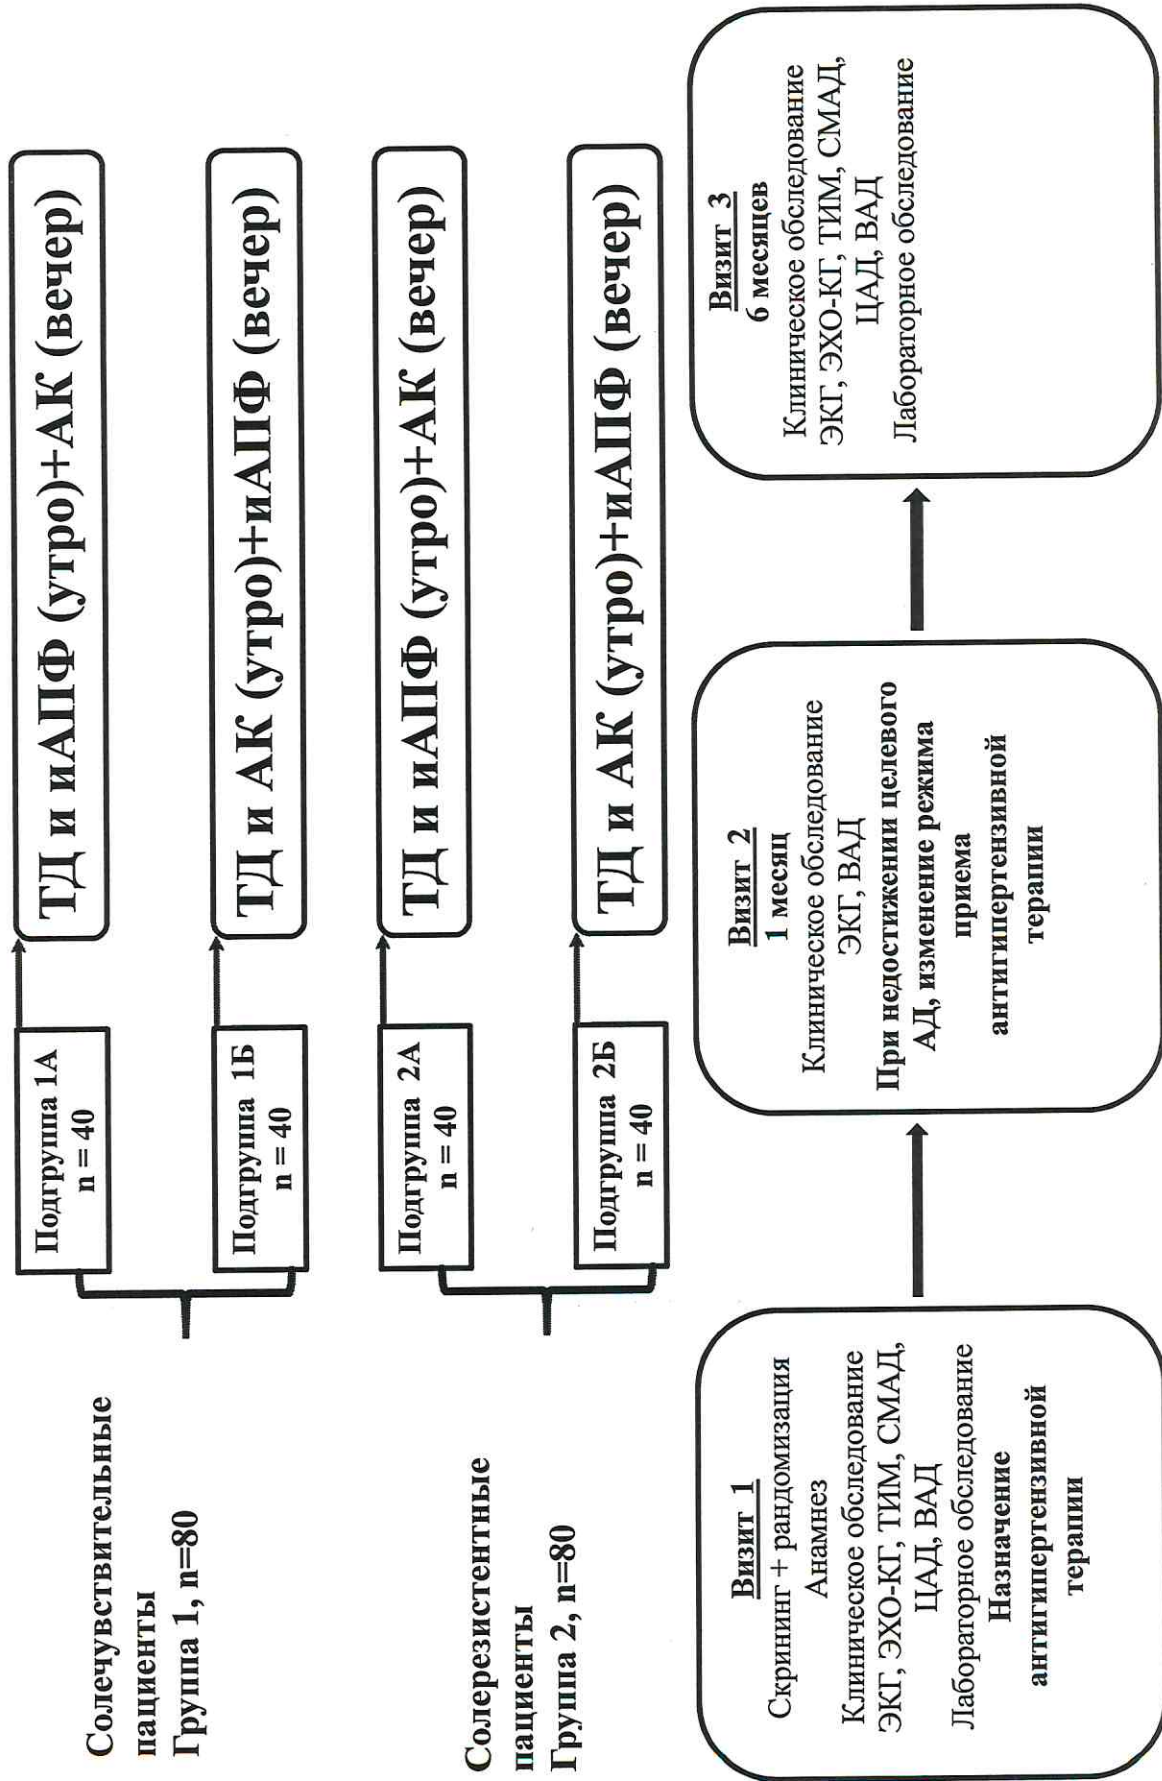 Солечувствительные
пациенты
Группа 1, n=80
Подгруппа 1А
n = 40
ТД и иАПФ (утро)+АК (вечер)
Подгруппа 1Б
n = 40
ТД и АК (утро)+иАПФ (вечер)
Солерезистентные
пациенты
Группа 2, n=80
Подгруппа 2А
n = 40
ТД и иАПФ (утро)+АК (вечер)
Подгруппа 2Б
n = 40
ТД и АК (утро)+иАПФ (вечер)
Визит 1
Скрининг + рандомизация
Анамнез
Клиническое обследование
ЭКГ, ЭХО-КГ, ТИМ, СМАД,
ЦАД, ВАД
Лабораторное обследование
Назначение
антигипертензивной
терапии
Визит 2
1 месяц
Клиническое обследование
ЭКГ, ВАД
При недостижении целевого
АД, изменение режима
приема
антигипертензивной
терапии
Визит 3
6 месяцев
Клиническое обследование
ЭКГ, ЭХО-КГ, ТИМ, СМАД,
ЦАД, ВАД
Лабораторное обследование